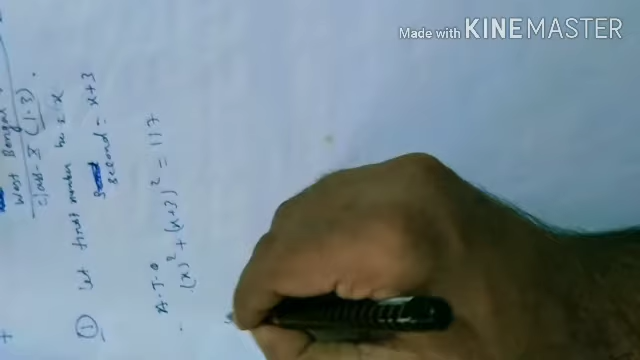 Made with KINEMASTER
West Bengal.
Class-X (1.3).
① Let first number be = x
second = x+3
A-T-Q
(x)² + (x+3)² = 117